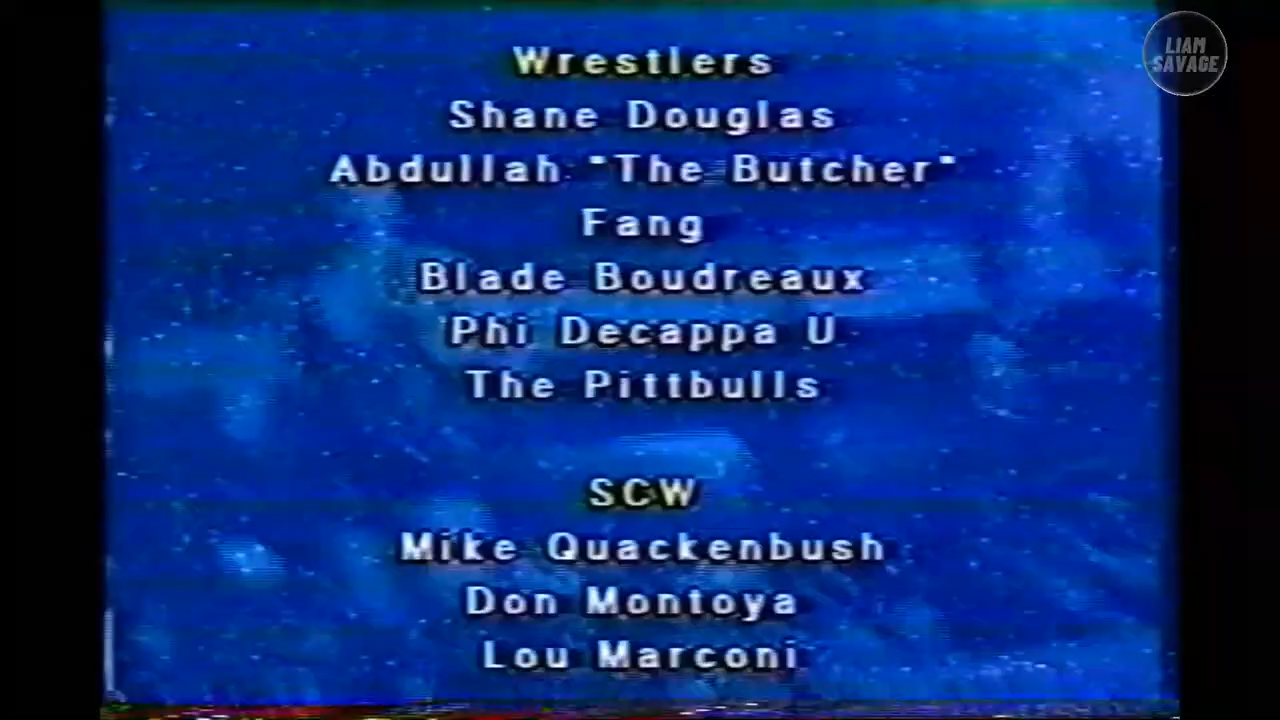 LIAM
SAVAGE
Wrestlers
Shane Douglas
Abdullah "The Butcher"
Fang
Blade Boudreaux
Phi Decappa U
The Pittbulls
SCW
Mike Quackenbush
Don Montoya
Lou Marconi